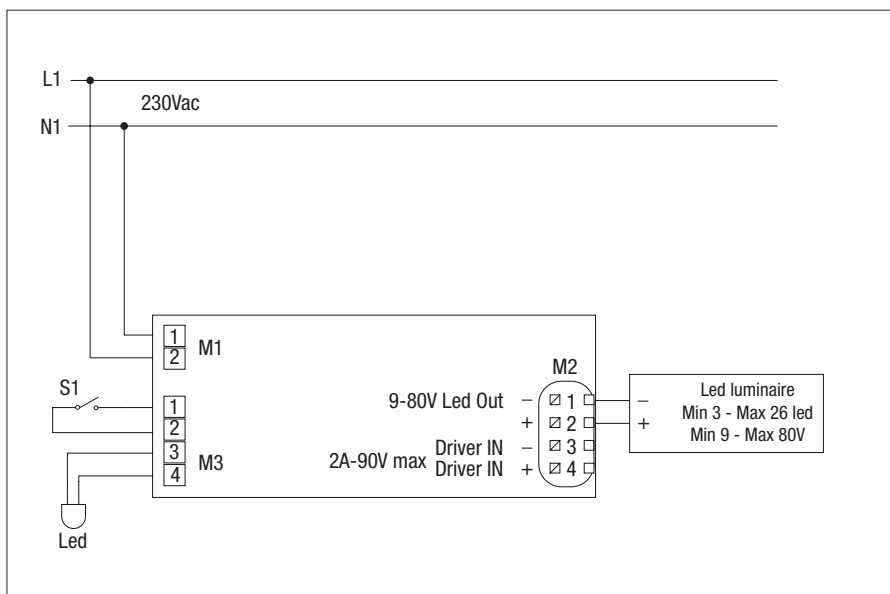 L1
230Vac
N1
1
2
M1
S1
1
2
3
4
M3
Led
M2
9-80V Led Out
−
+
1
2
Driver IN
−
3
2A-90V max
Driver IN
+
4
−
+
Led luminaire
Min 3 - Max 26 led
Min 9 - Max 80V